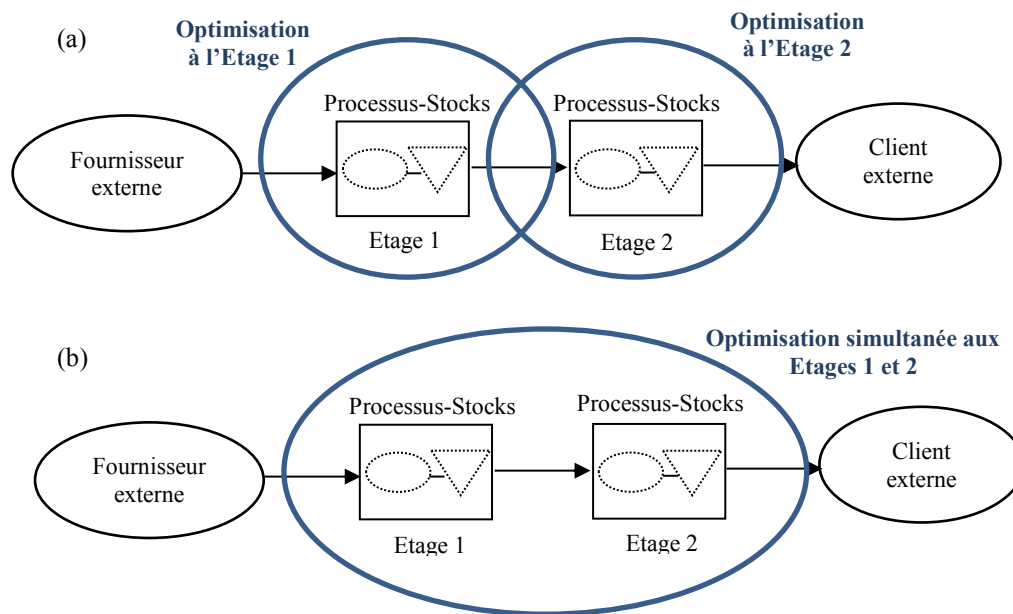 (a)
Optimisation
à l'Etage 1
Optimisation
à l'Etage 2
Processus-Stocks
Processus-Stocks
Fournisseur
externe
Client
externe
Etage 1
Etage 2
(b)
Optimisation simultanée aux
Etages 1 et 2
Processus-Stocks
Processus-Stocks
Fournisseur
externe
Client
externe
Etage 1
Etage 2